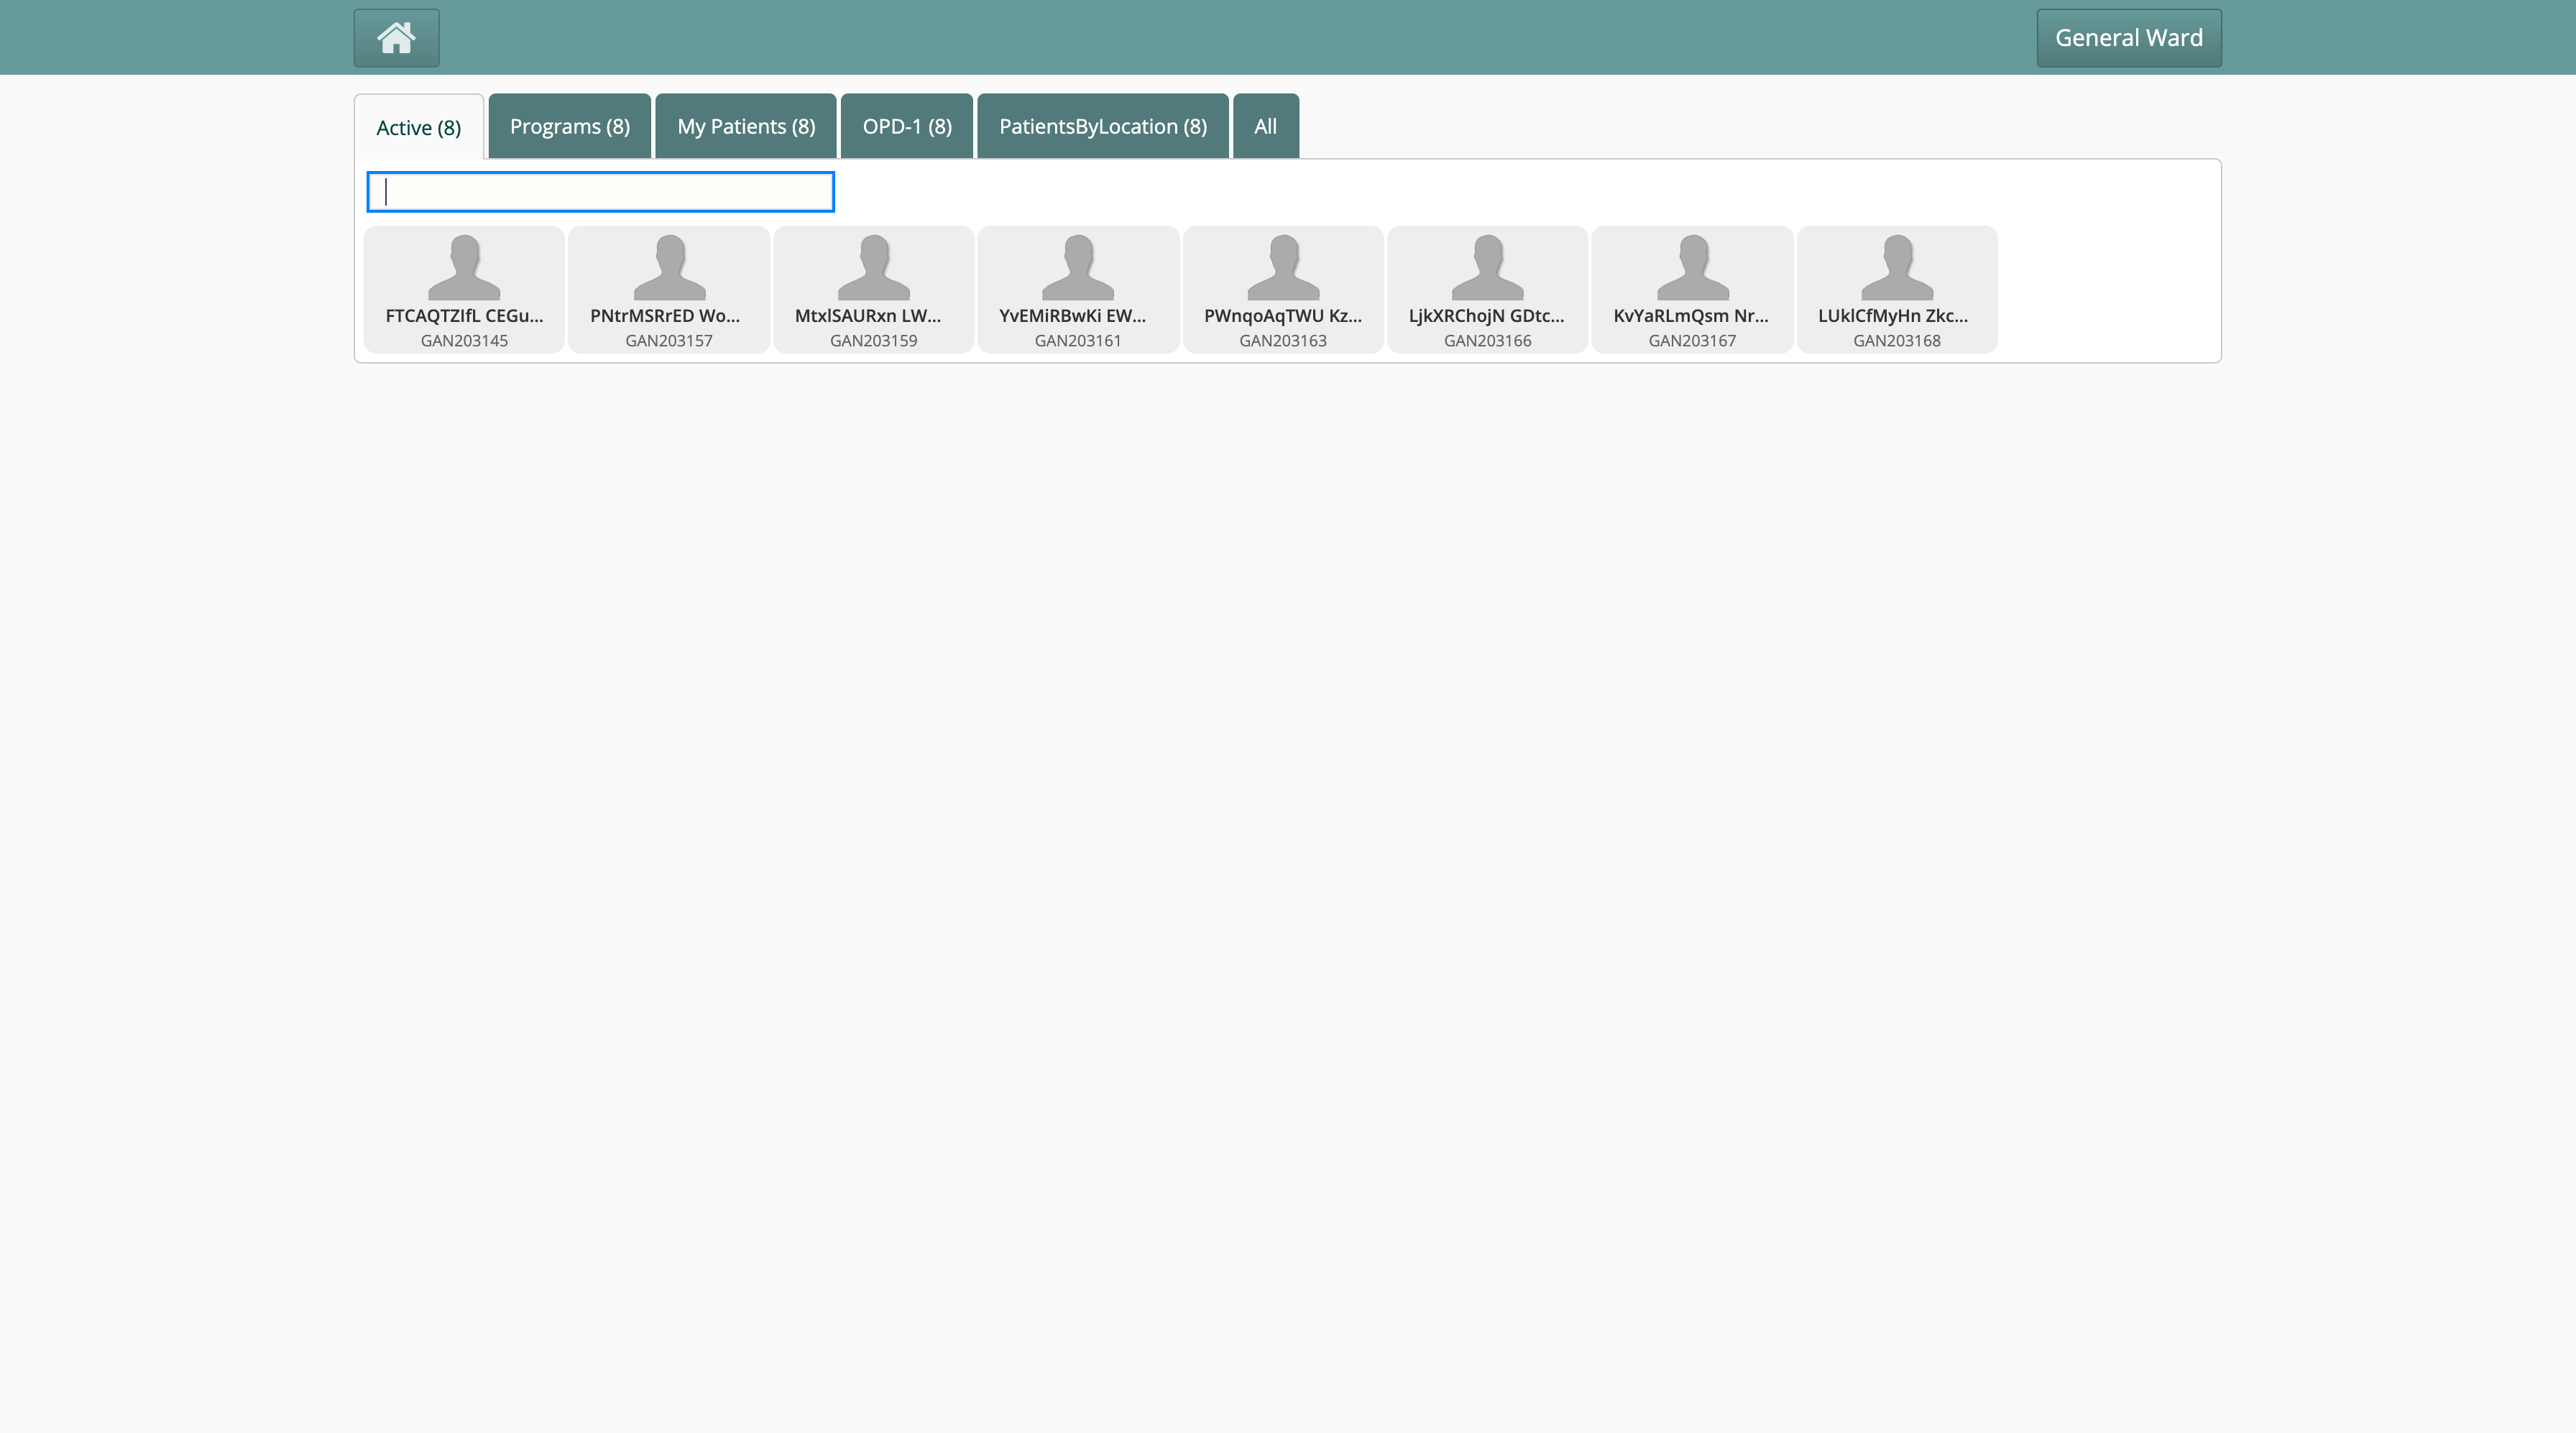 General Ward
Active (8)
Programs (8)
My Patients (8)
OPD-1 (8)
PatientsByLocation (8)
All
FTCAQTZIfL CEGu...
GAN203145
PNtrMSRrED Wo...
GAN203157
MtxlSAURxn LW...
GAN203159
YvEMiRBwKi EW...
GAN203161
PWnqoAqTWU Kz...
GAN203163
LjkXRChojN GDtc...
GAN203166
KvYaRLmQsm Nr...
GAN203167
LUklCfMyHn Zkc...
GAN203168